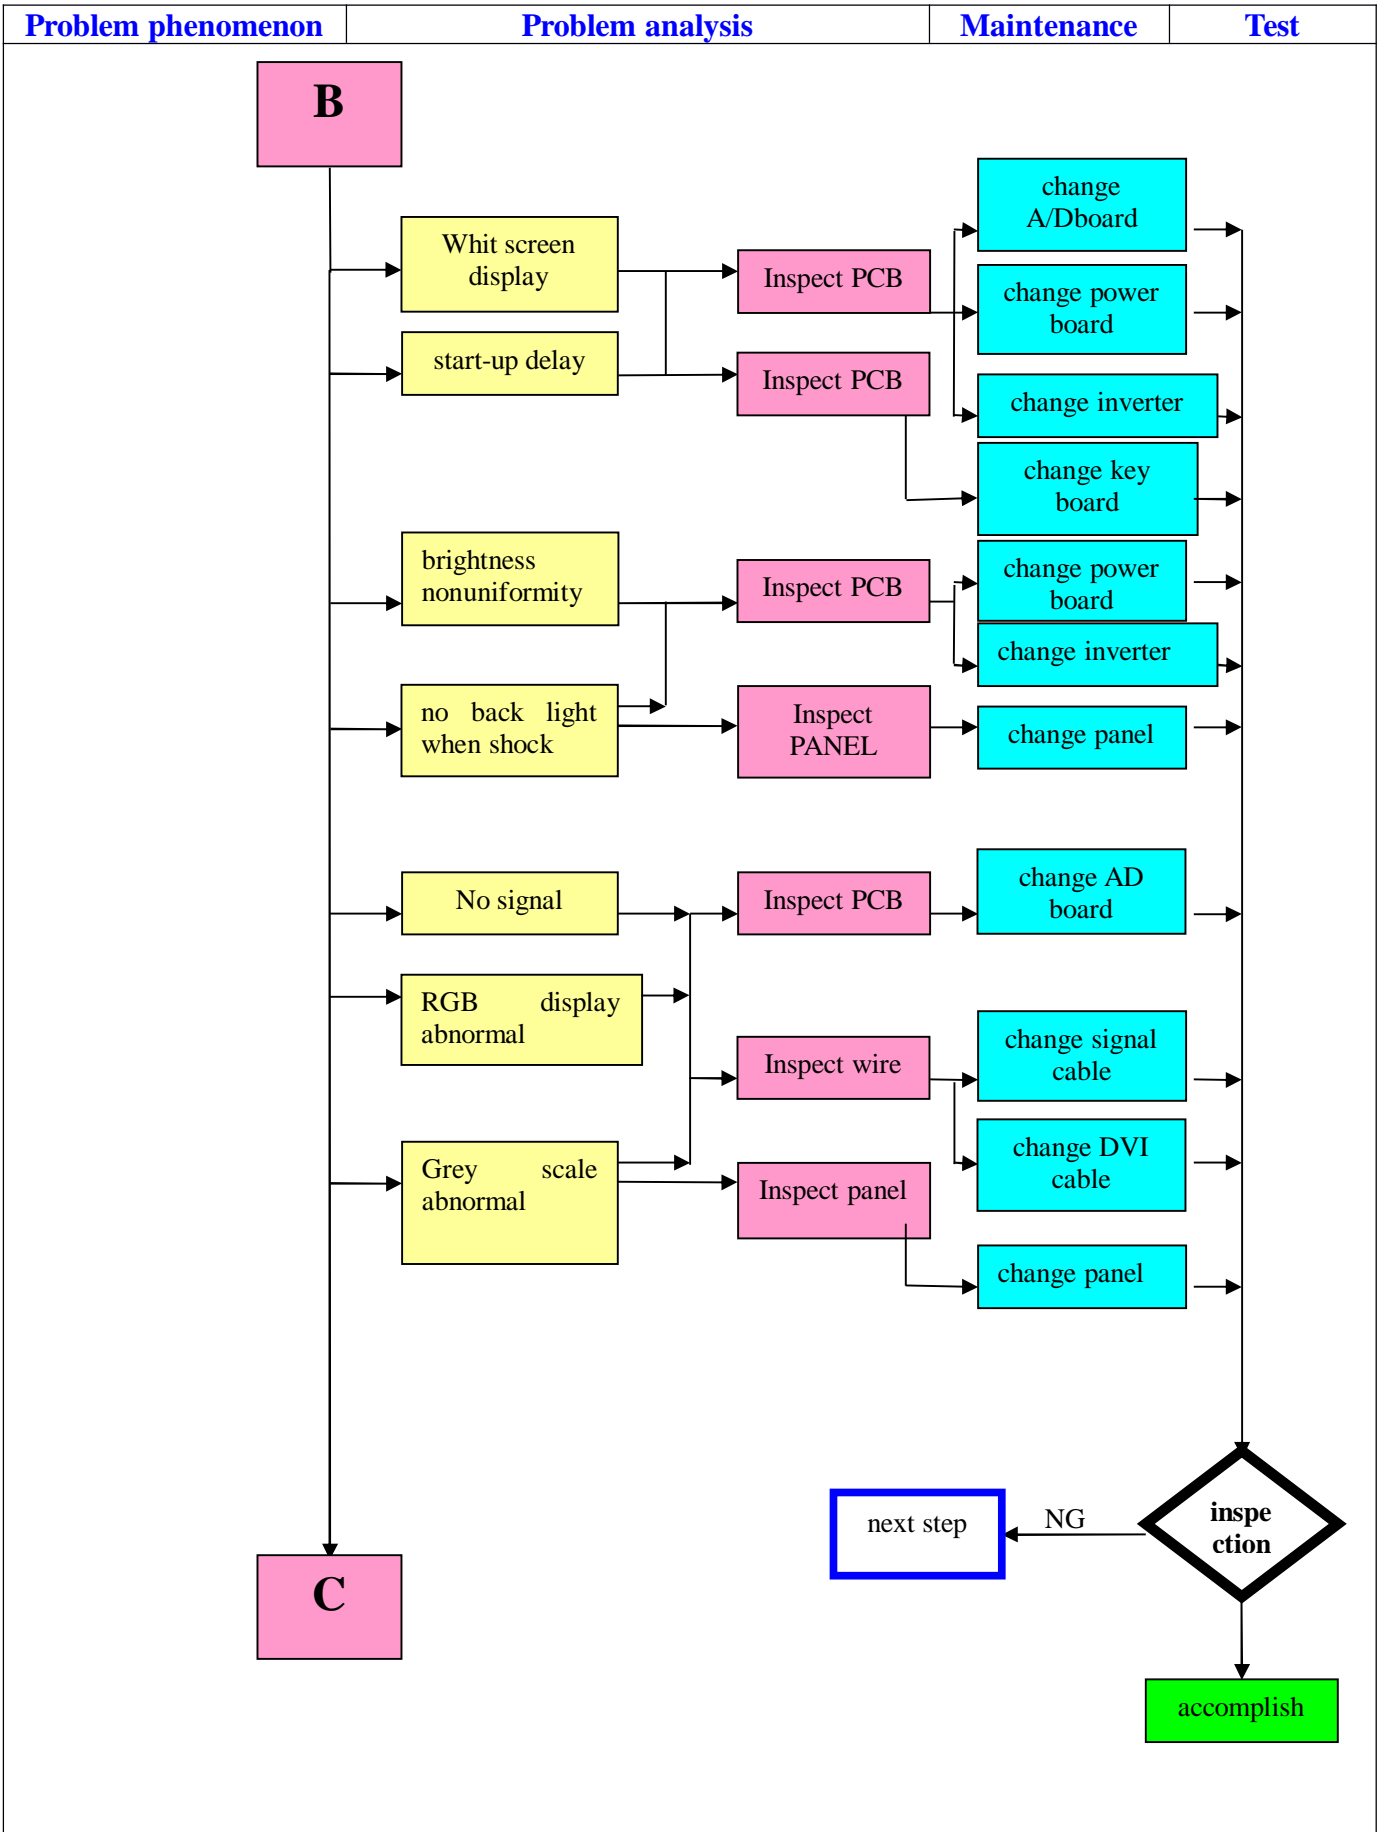 Problem phenomenon
Problem analysis
Maintenance
Test
B
change
A/Dboard
Whit screen
display
Inspect PCB
change power
board
start-up delay
Inspect PCB
change inverter
change key
board
brightness
nonuniformity
Inspect PCB
change power
board
change inverter
no back light
when shock
Inspect
PANEL
change panel
No signal
Inspect PCB
change AD
board
RGB display
abnormal
Inspect wire
change signal
cable
change DVI
cable
Grey scale
abnormal
Inspect panel
change panel
next step
NG
inspe
ction
C
accomplish